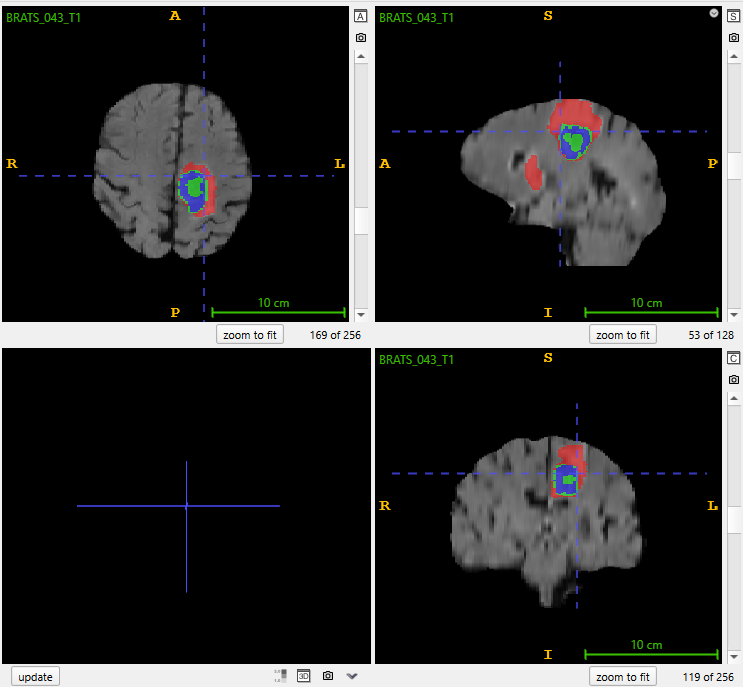 BRATS_043_T1
A
A
R
L
10 cm
P
zoom to fit
169 of 256
BRATS_043_T1
S
S
A
P
10 cm
I
zoom to fit
53 of 128
update
3D
BRATS_043_T1
S
C
R
L
10 cm
I
zoom to fit
119 of 256